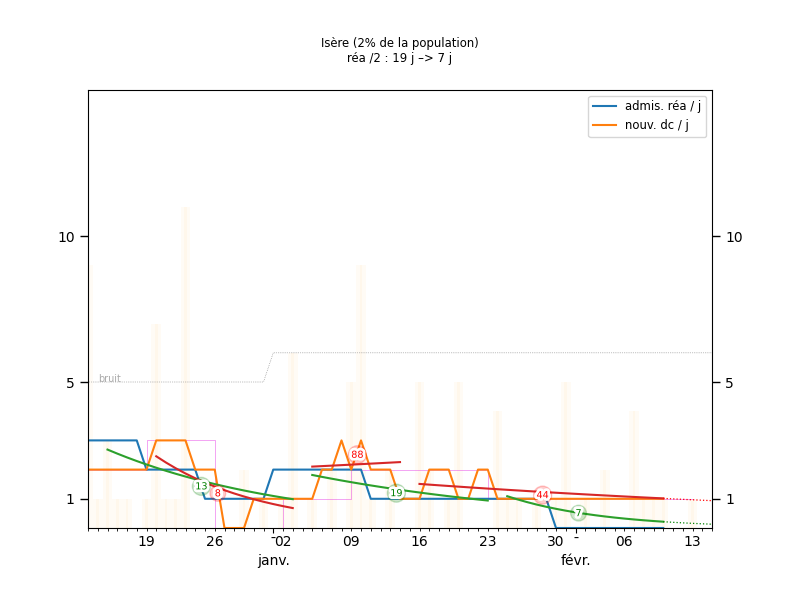 Isère (2% de la population)
réa /2 : 19 j –> 7 j
admis. réa / j
nouv. dc / j
10 10
bruit
5 5
88
13 8 19 44 7
1 1
19 26 02 09 16 23 30 06 13
janv. févr.